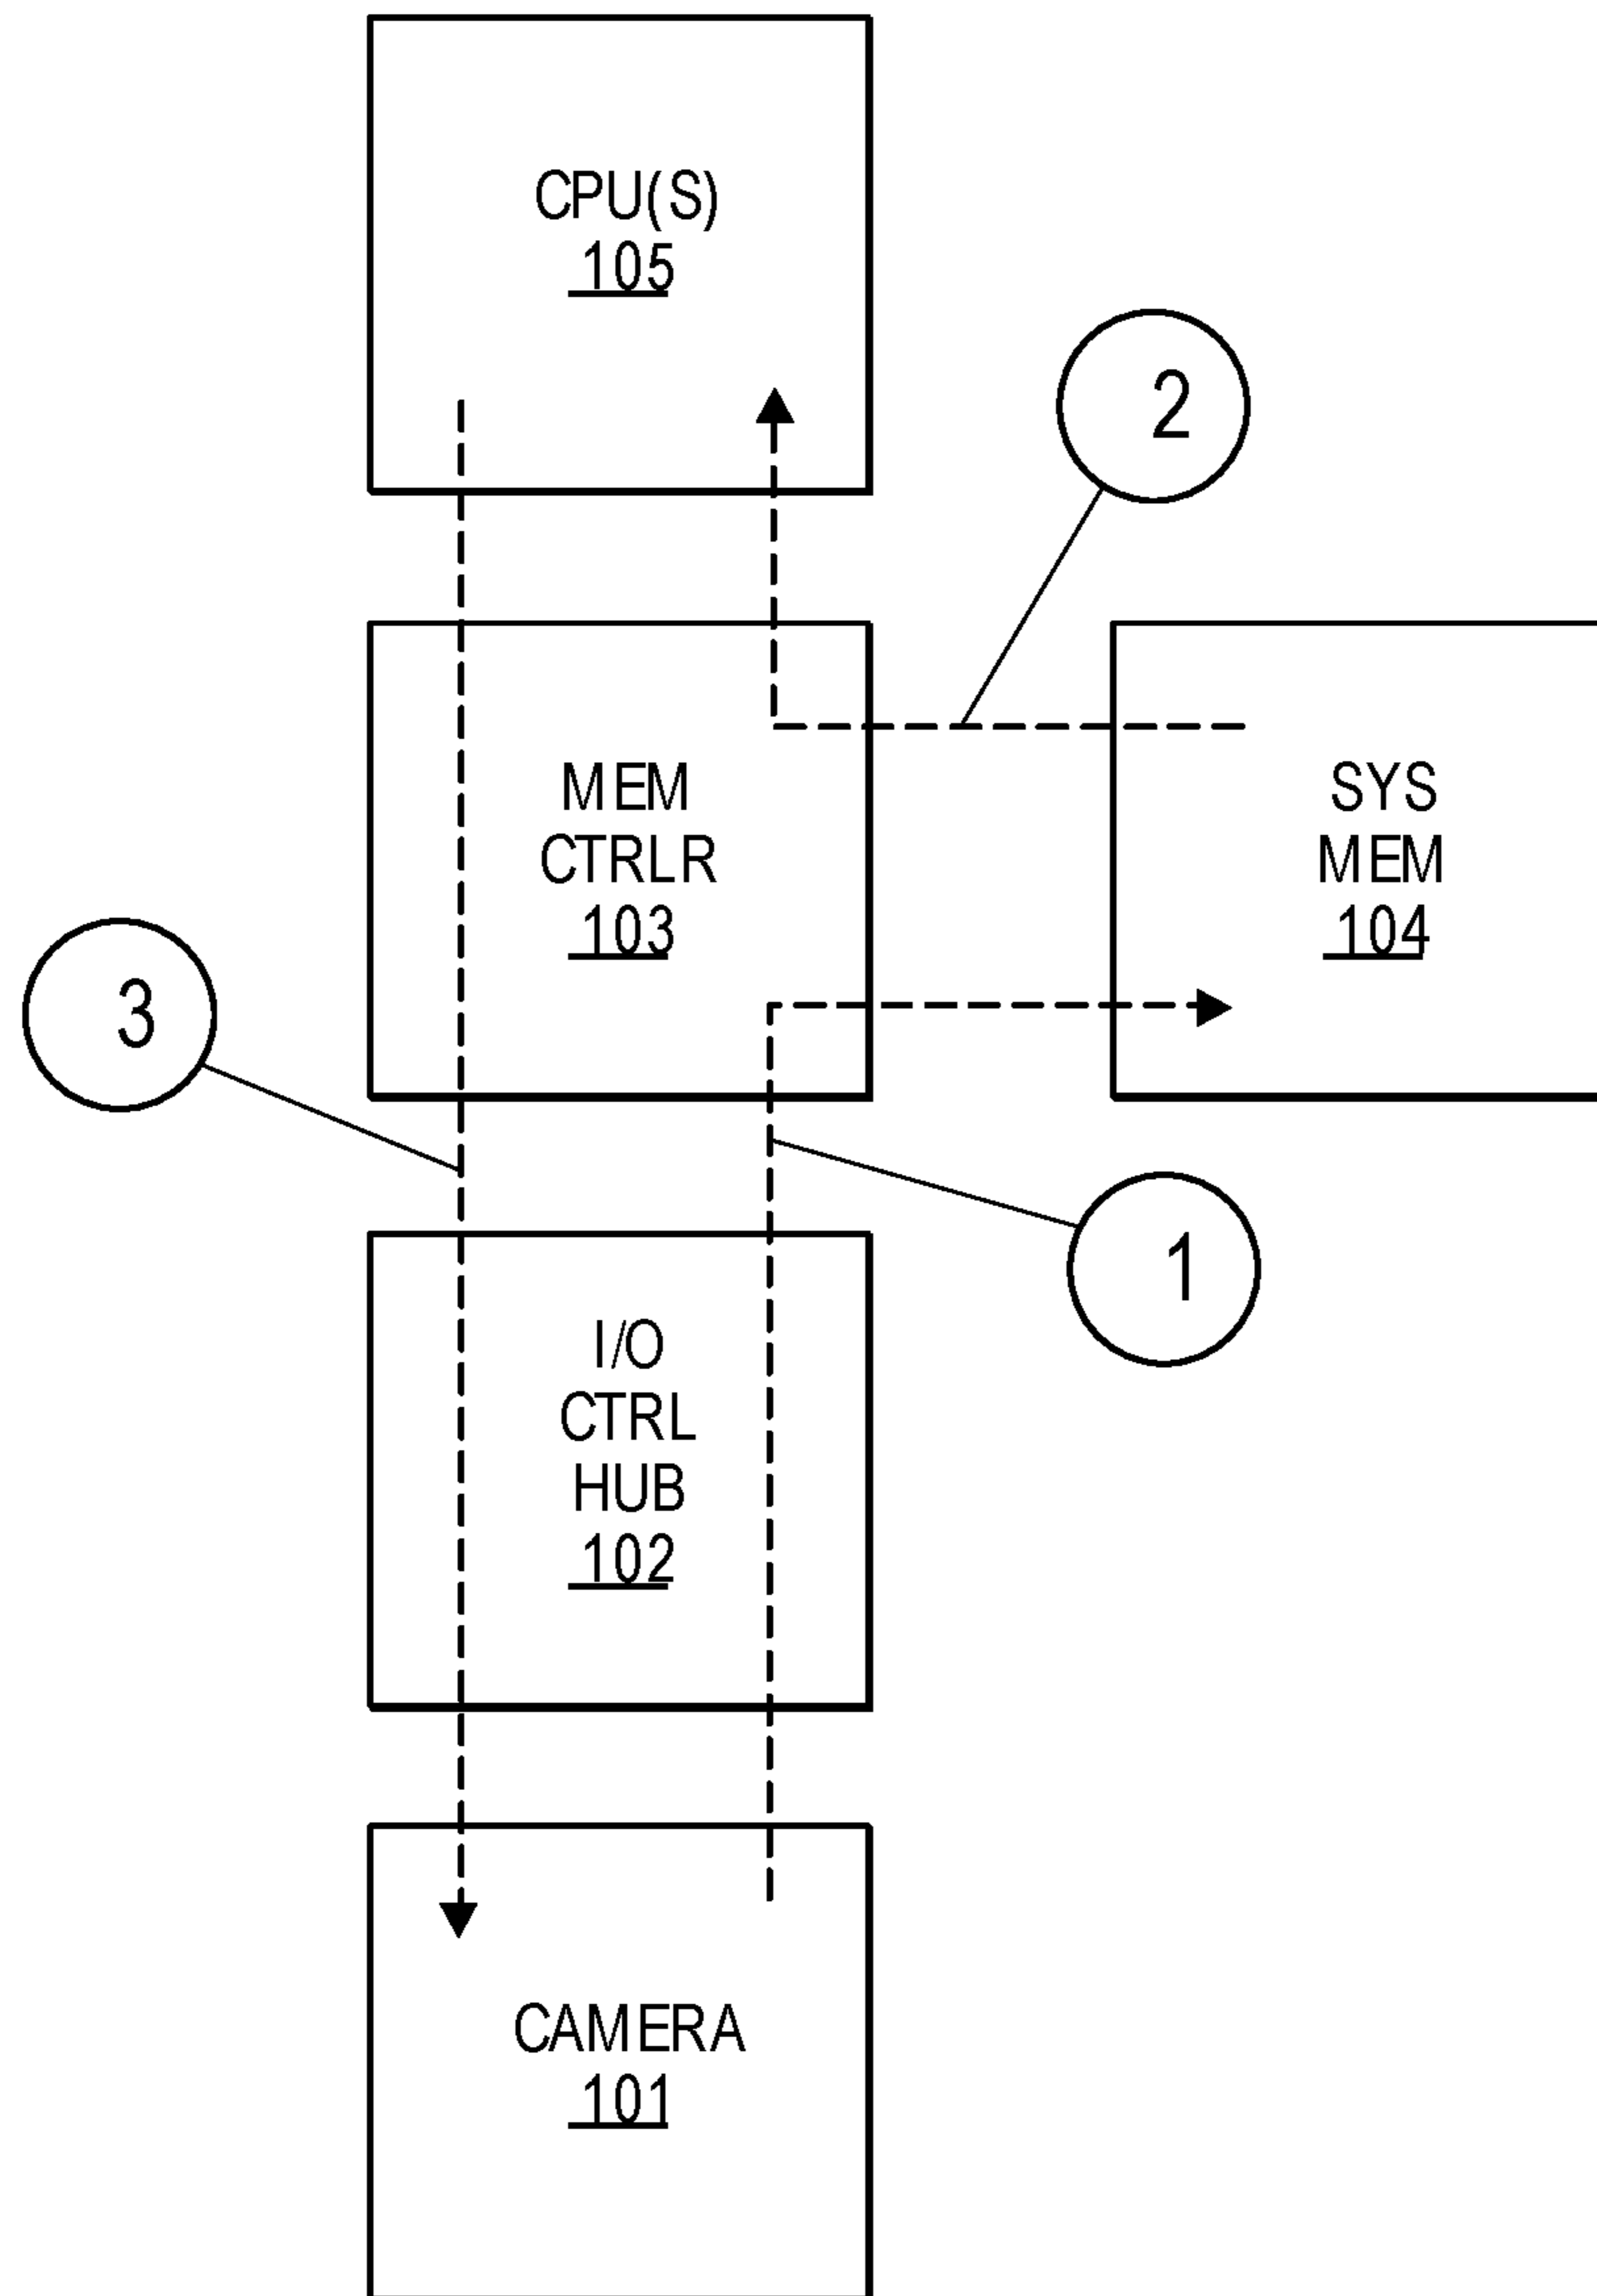 CPU(S)
105
2
MEM
CTRLR
103
SYS
MEM
104
3
1
I/O
CTRL
HUB
102
CAMERA
101